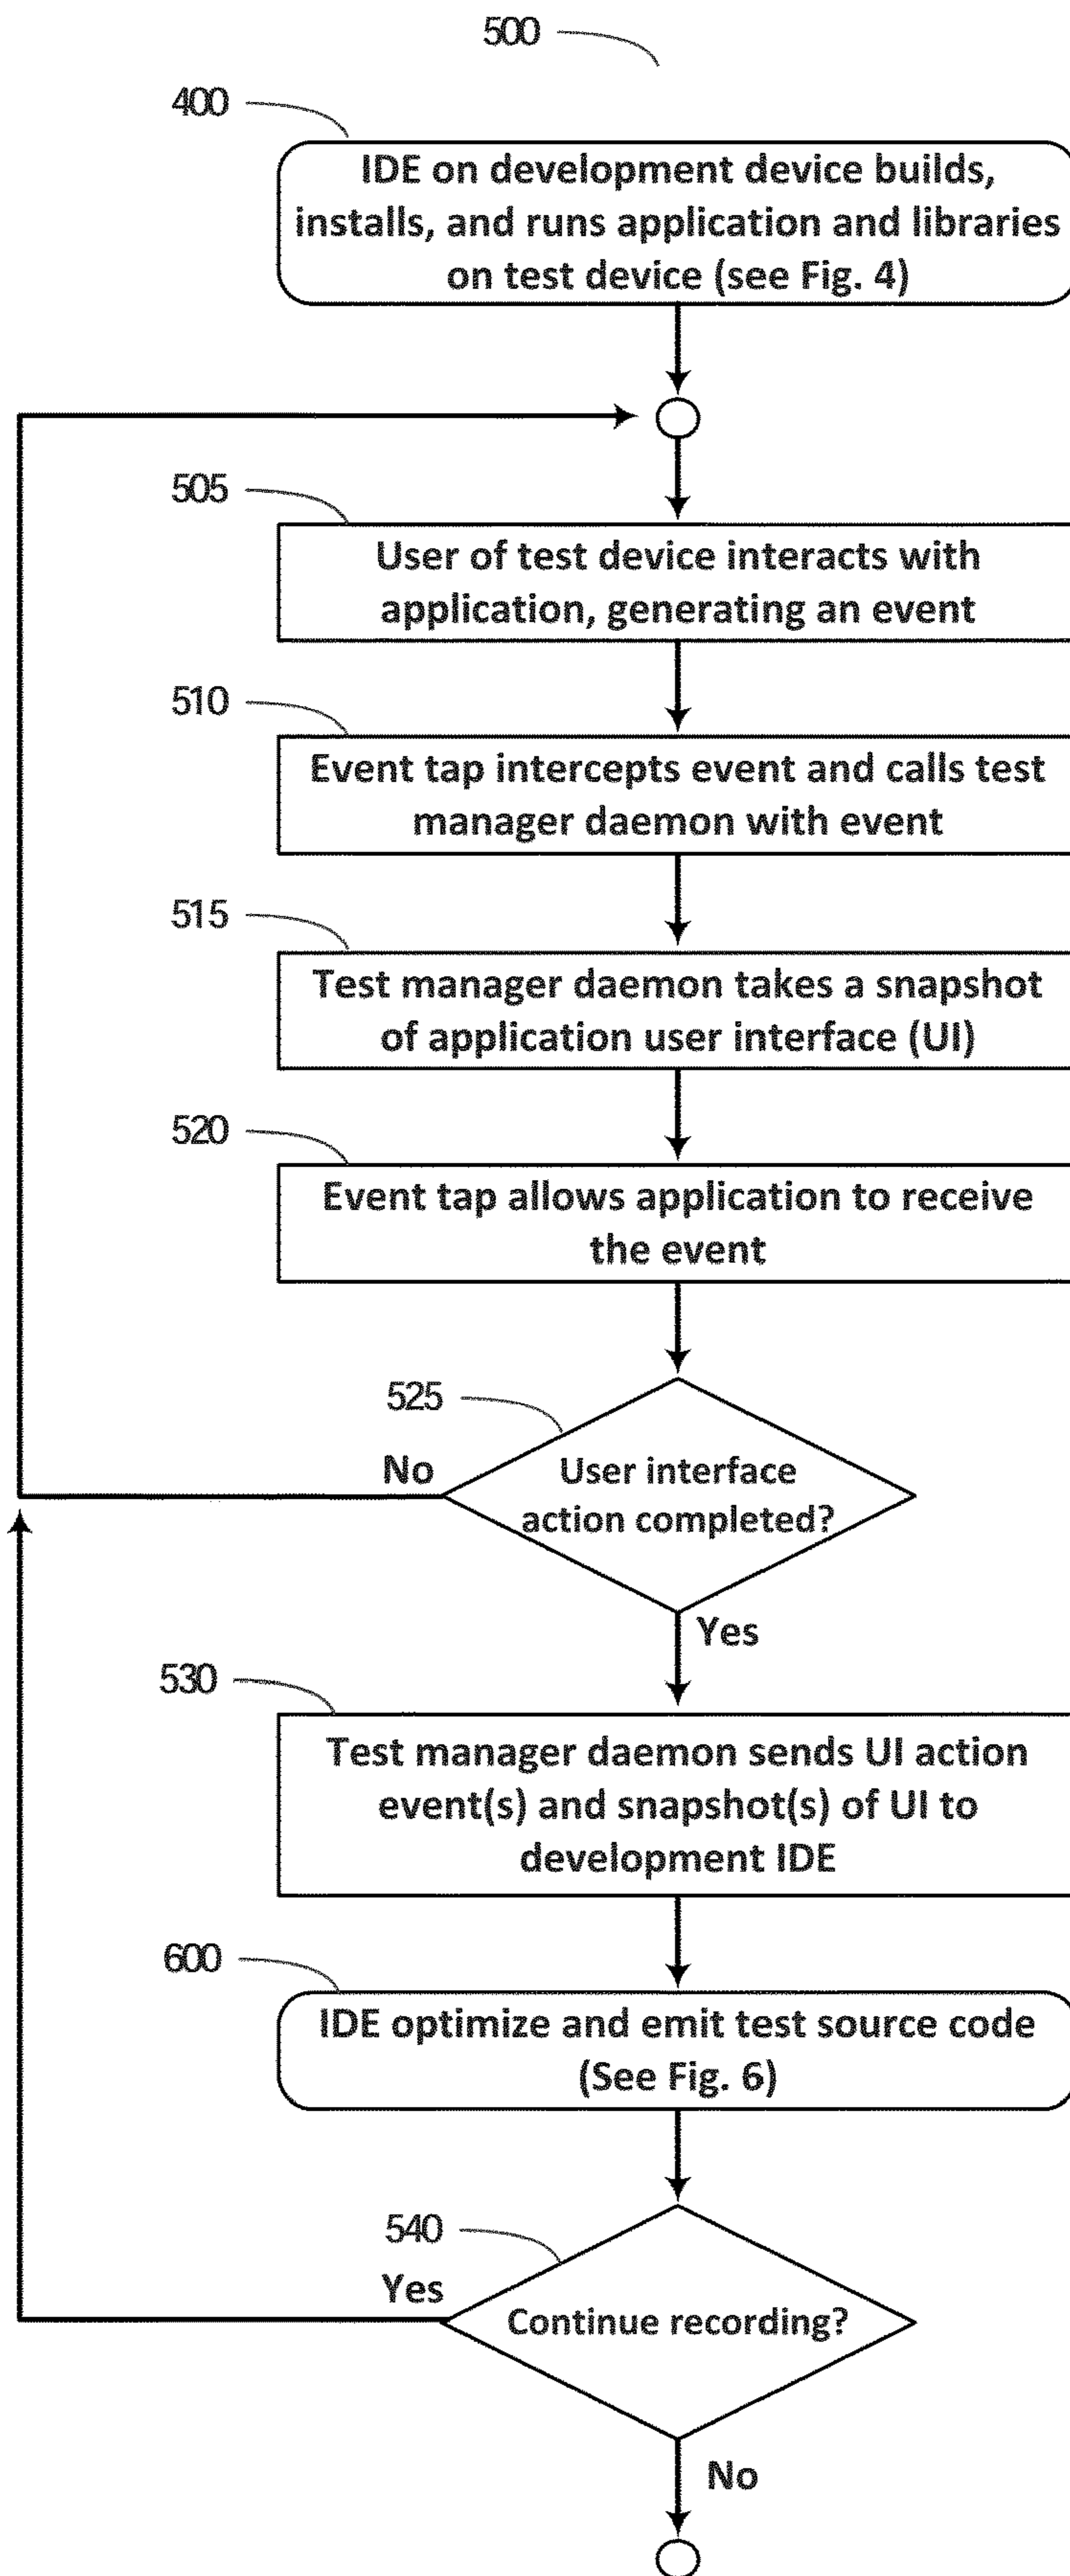 500
400
IDE on development device builds,
installs, and runs application and libraries
on test device (see Fig. 4)
505
User of test device interacts with
application, generating an event
510
Event tap intercepts event and calls test
manager daemon with event
515
Test manager daemon takes a snapshot
of application user interface (UI)
520
Event tap allows application to receive
the event
525
No
User interface
action completed?
Yes
530
Test manager daemon sends UI action
event(s) and snapshot(s) of UI to
development IDE
600
IDE optimize and emit test source code
(See Fig. 6)
540
Yes
Continue recording?
No